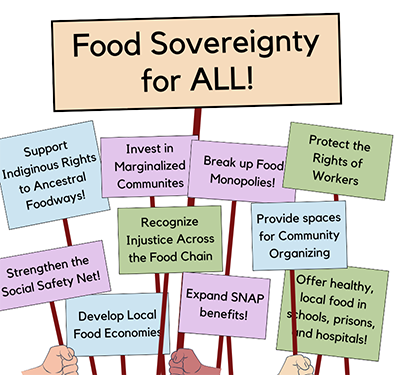 Food Sovereignty
for ALL!
Support
Indiginous Rights
to Ancestral
Foodways!
Invest in
Marginalized
Communites
Break up Food
Monopolies!
Protect the
Rights of
Workers
Recognize
Injustice Across
the Food Chain
Provide spaces
for Community
Organizing
Strengthen the
Social Safety Net!
Develop Local
Food Economies
Expand SNAP
benefits!
Offer healthy,
local food in
schools, prisons,
and hospitals!